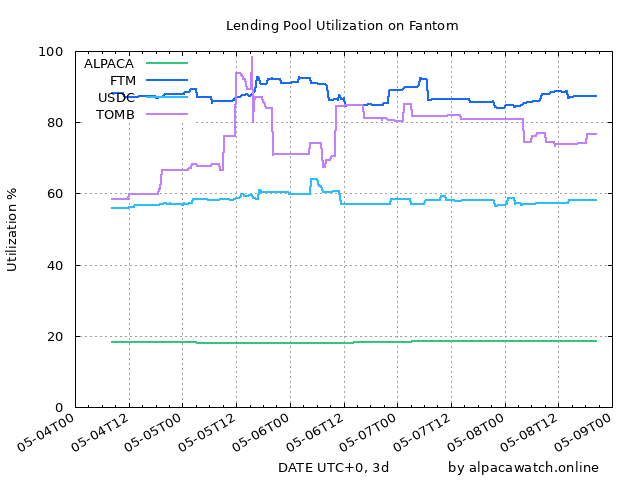 Lending Pool Utilization on Fantom
100
80
60
40
20
0
Utilization %
ALPACA
FTM
USDC
TOMB
05-04T00
05-04T12
05-05T00
05-05T12
05-06T00
05-06T12
05-07T00
05-07T12
05-08T00
05-08T12
05-09T00
DATE UTC+0, 3d
by alpacawatch.online